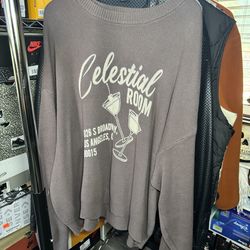 Celestial
ROOM
828 S BROADWAY
LOS ANGELES, C
90015